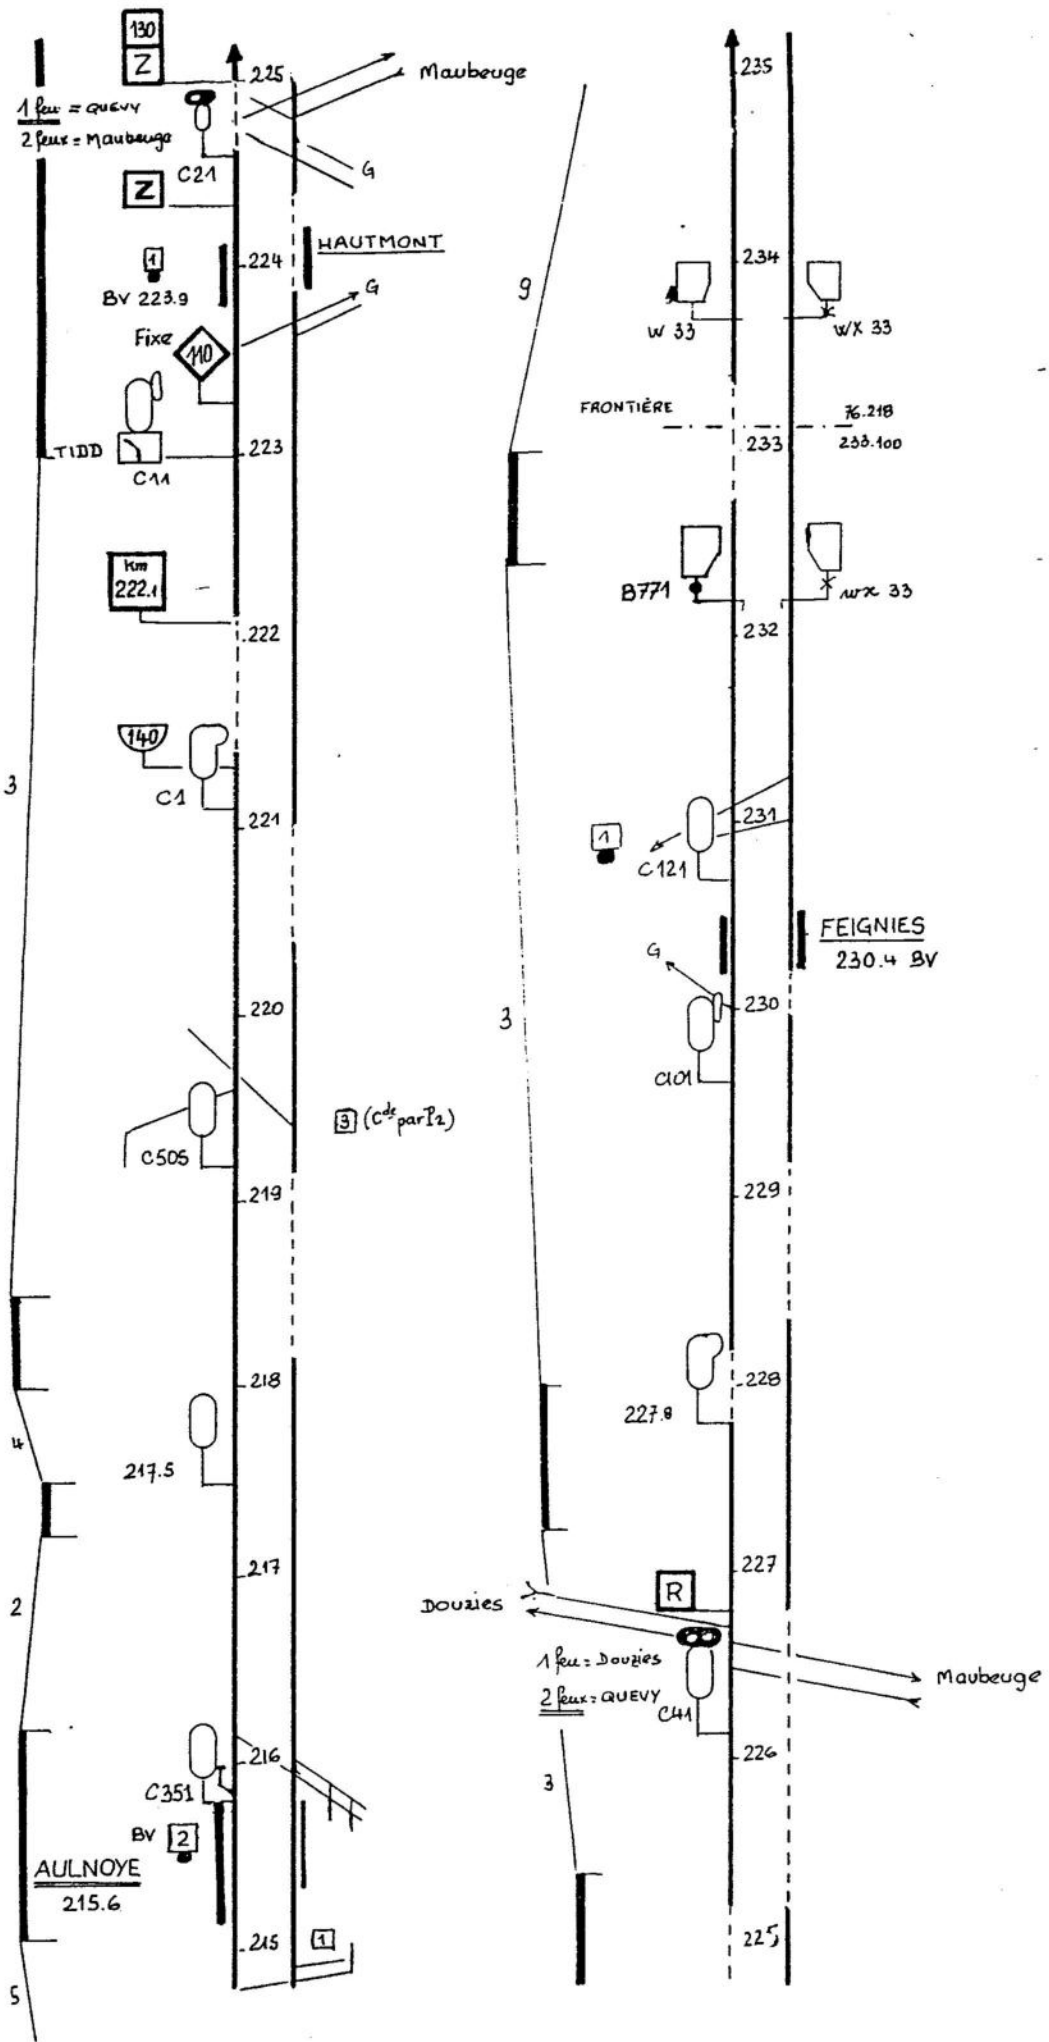 130
Z
225
Maubeuge
1 feu = QUEVY
2 feux = Maubeuge
C21
G
Z
HAUTMONT
1
224
BV 223.9
G
Fixe
110
TIDD
223
C11
Km
222.1
222
140
C1
221
3
220
3 (Cde par P2)
C505
219
218
4
217.5
217
2
216
C351
BV 2
AULNOYE
215.6
215
1
5
235
9
234
W 33
WX 33
FRONTIÈRE
76.218
233
233.100
B771
WX 33
232
231
1
C121
FEIGNIES
230.4 BV
G
230
3
C101
229
228
227.8
227
R
Douzies
1 feu = Douzies
2 feux = QUEVY
Maubeuge
C41
226
3
225